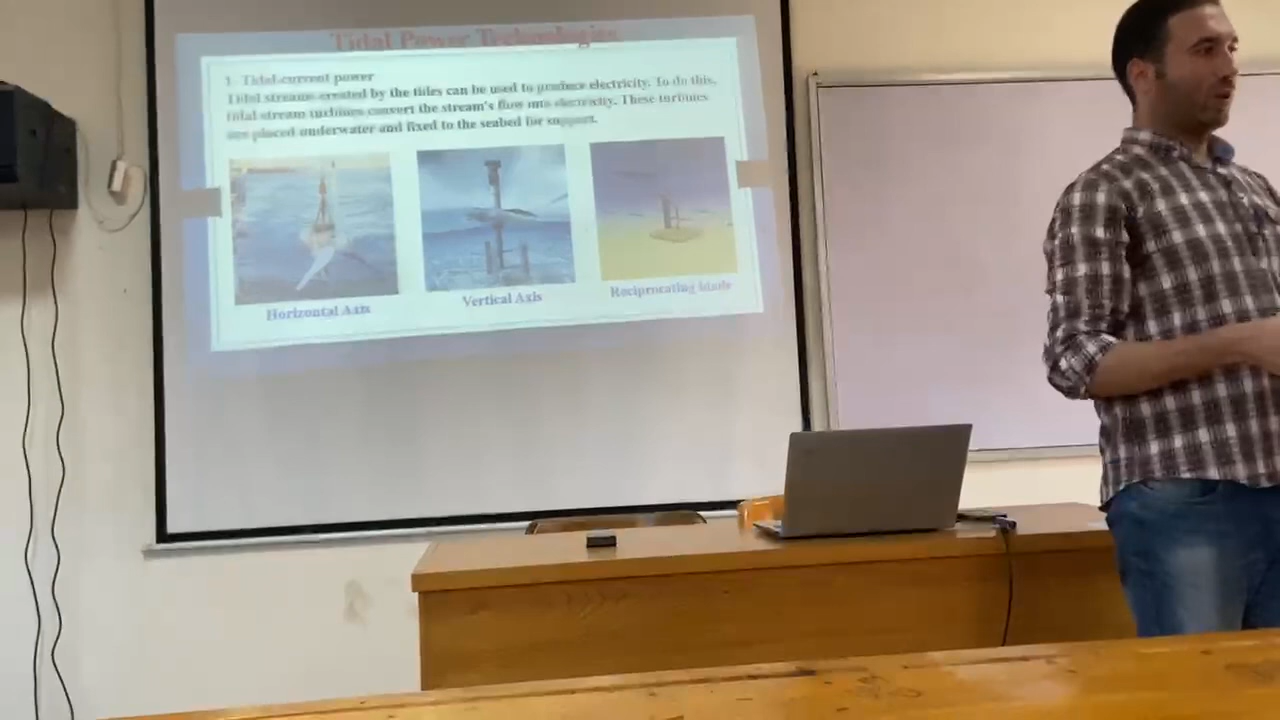 Tidal Power Technologies
1- Tidal-current power
Tidal streams created by the tides can be used to produce electricity. To do this,
tidal stream turbines convert the stream's flow into electricity. These turbines
are placed underwater and fixed to the seabed for support.
Horizontal Axis
Vertical Axis
Reciprocating blade